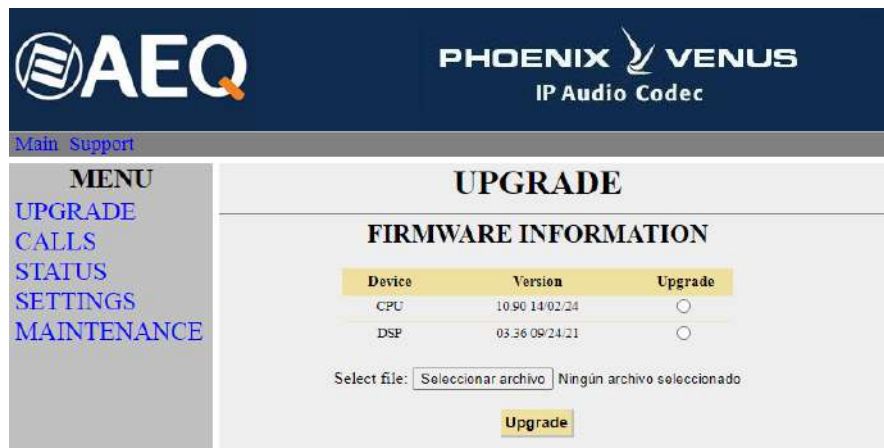 AEQ
PHOENIX VENUS
IP Audio Codec
Main Support
MENU
UPGRADE
CALLS
STATUS
SETTINGS
MAINTENANCE
UPGRADE
FIRMWARE INFORMATION
Device Version Upgrade
CPU 10.90 14/02/24
DSP 03.36 09/24/21
Select file: Seleccionar archivo Ningún archivo seleccionado
Upgrade